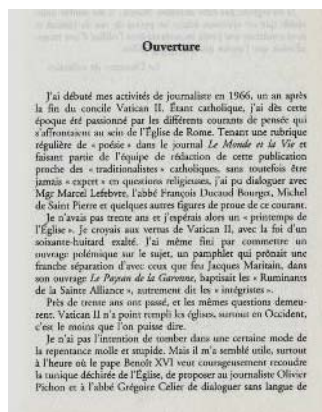 Ouverture
J'ai débuté mes activités de journaliste en 1966, un an après
la fin du concile Vatican II. Étant catholique, j'ai dès cette
époque été passionné par les différents courants de pensée qui
s'affrontaient au sein de l'Église de Rome. Tenant une rubrique
régulière de « poésie » dans le journal Le Monde et la Vie et
faisant partie de l'équipe de rédaction de cette publication
proche des « traditionalistes » catholiques, sans toutefois être
jamais « expert » en questions religieuses, j'ai pu dialoguer avec
Mgr Marcel Lefebvre, l'abbé François Ducaud Bourget, Michel
de Saint Pierre et quelques autres figures de proue de ce courant.
Je n'avais pas trente ans et j'espérais alors un « printemps de
l'Église ». Je croyais aux vertus de Vatican II, avec la foi d'un
soixante-huitard exalté. J'ai même fini par commettre un
ouvrage polémique sur le sujet, un pamphlet qui prônait une
franche séparation d'avec ceux que feu Jacques Maritain, dans
son ouvrage Le Paysan de la Garonne, baptisait les « Ruminants
de la Sainte Alliance », autrement dit les « intégristes ».
Près de trente ans ont passé, et les mêmes questions demeu-
rent. Vatican II n'a point rempli les églises, surtout en Occident,
c'est le moins que l'on puisse dire.
Je n'ai pas l'intention de tomber dans une certaine mode de
la repentance molle et stupide. Mais il m'a semblé utile, surtout
à l'heure où le pape Benoît XVI veut courageusement recoudre
la tunique déchirée de l'Église, de proposer au journaliste Olivier
Pichon et à l'abbé Grégoire Celier de dialoguer sans langue de